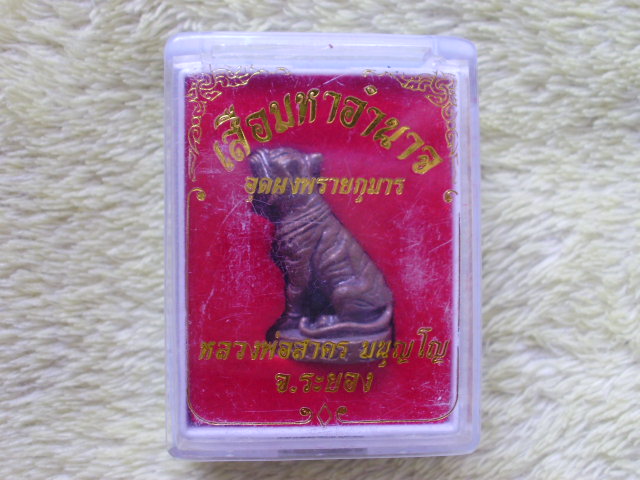 เสือมหาอำนาจ
อุดผงพรายกุมาร
หลวงพ่อสาคร มนุญโญ
จ.ระยอง